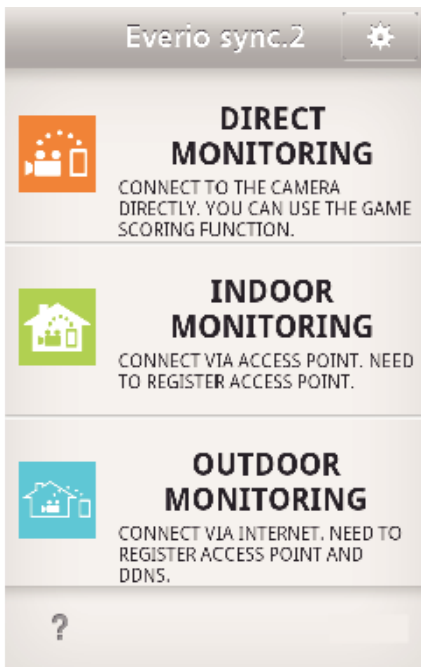 Everio sync.2
DIRECT
MONITORING
CONNECT TO THE CAMERA
DIRECTLY. YOU CAN USE THE GAME
SCORING FUNCTION.
INDOOR
MONITORING
CONNECT VIA ACCESS POINT. NEED
TO REGISTER ACCESS POINT.
OUTDOOR
MONITORING
CONNECT VIA INTERNET. NEED TO
REGISTER ACCESS POINT AND
DDNS.
?